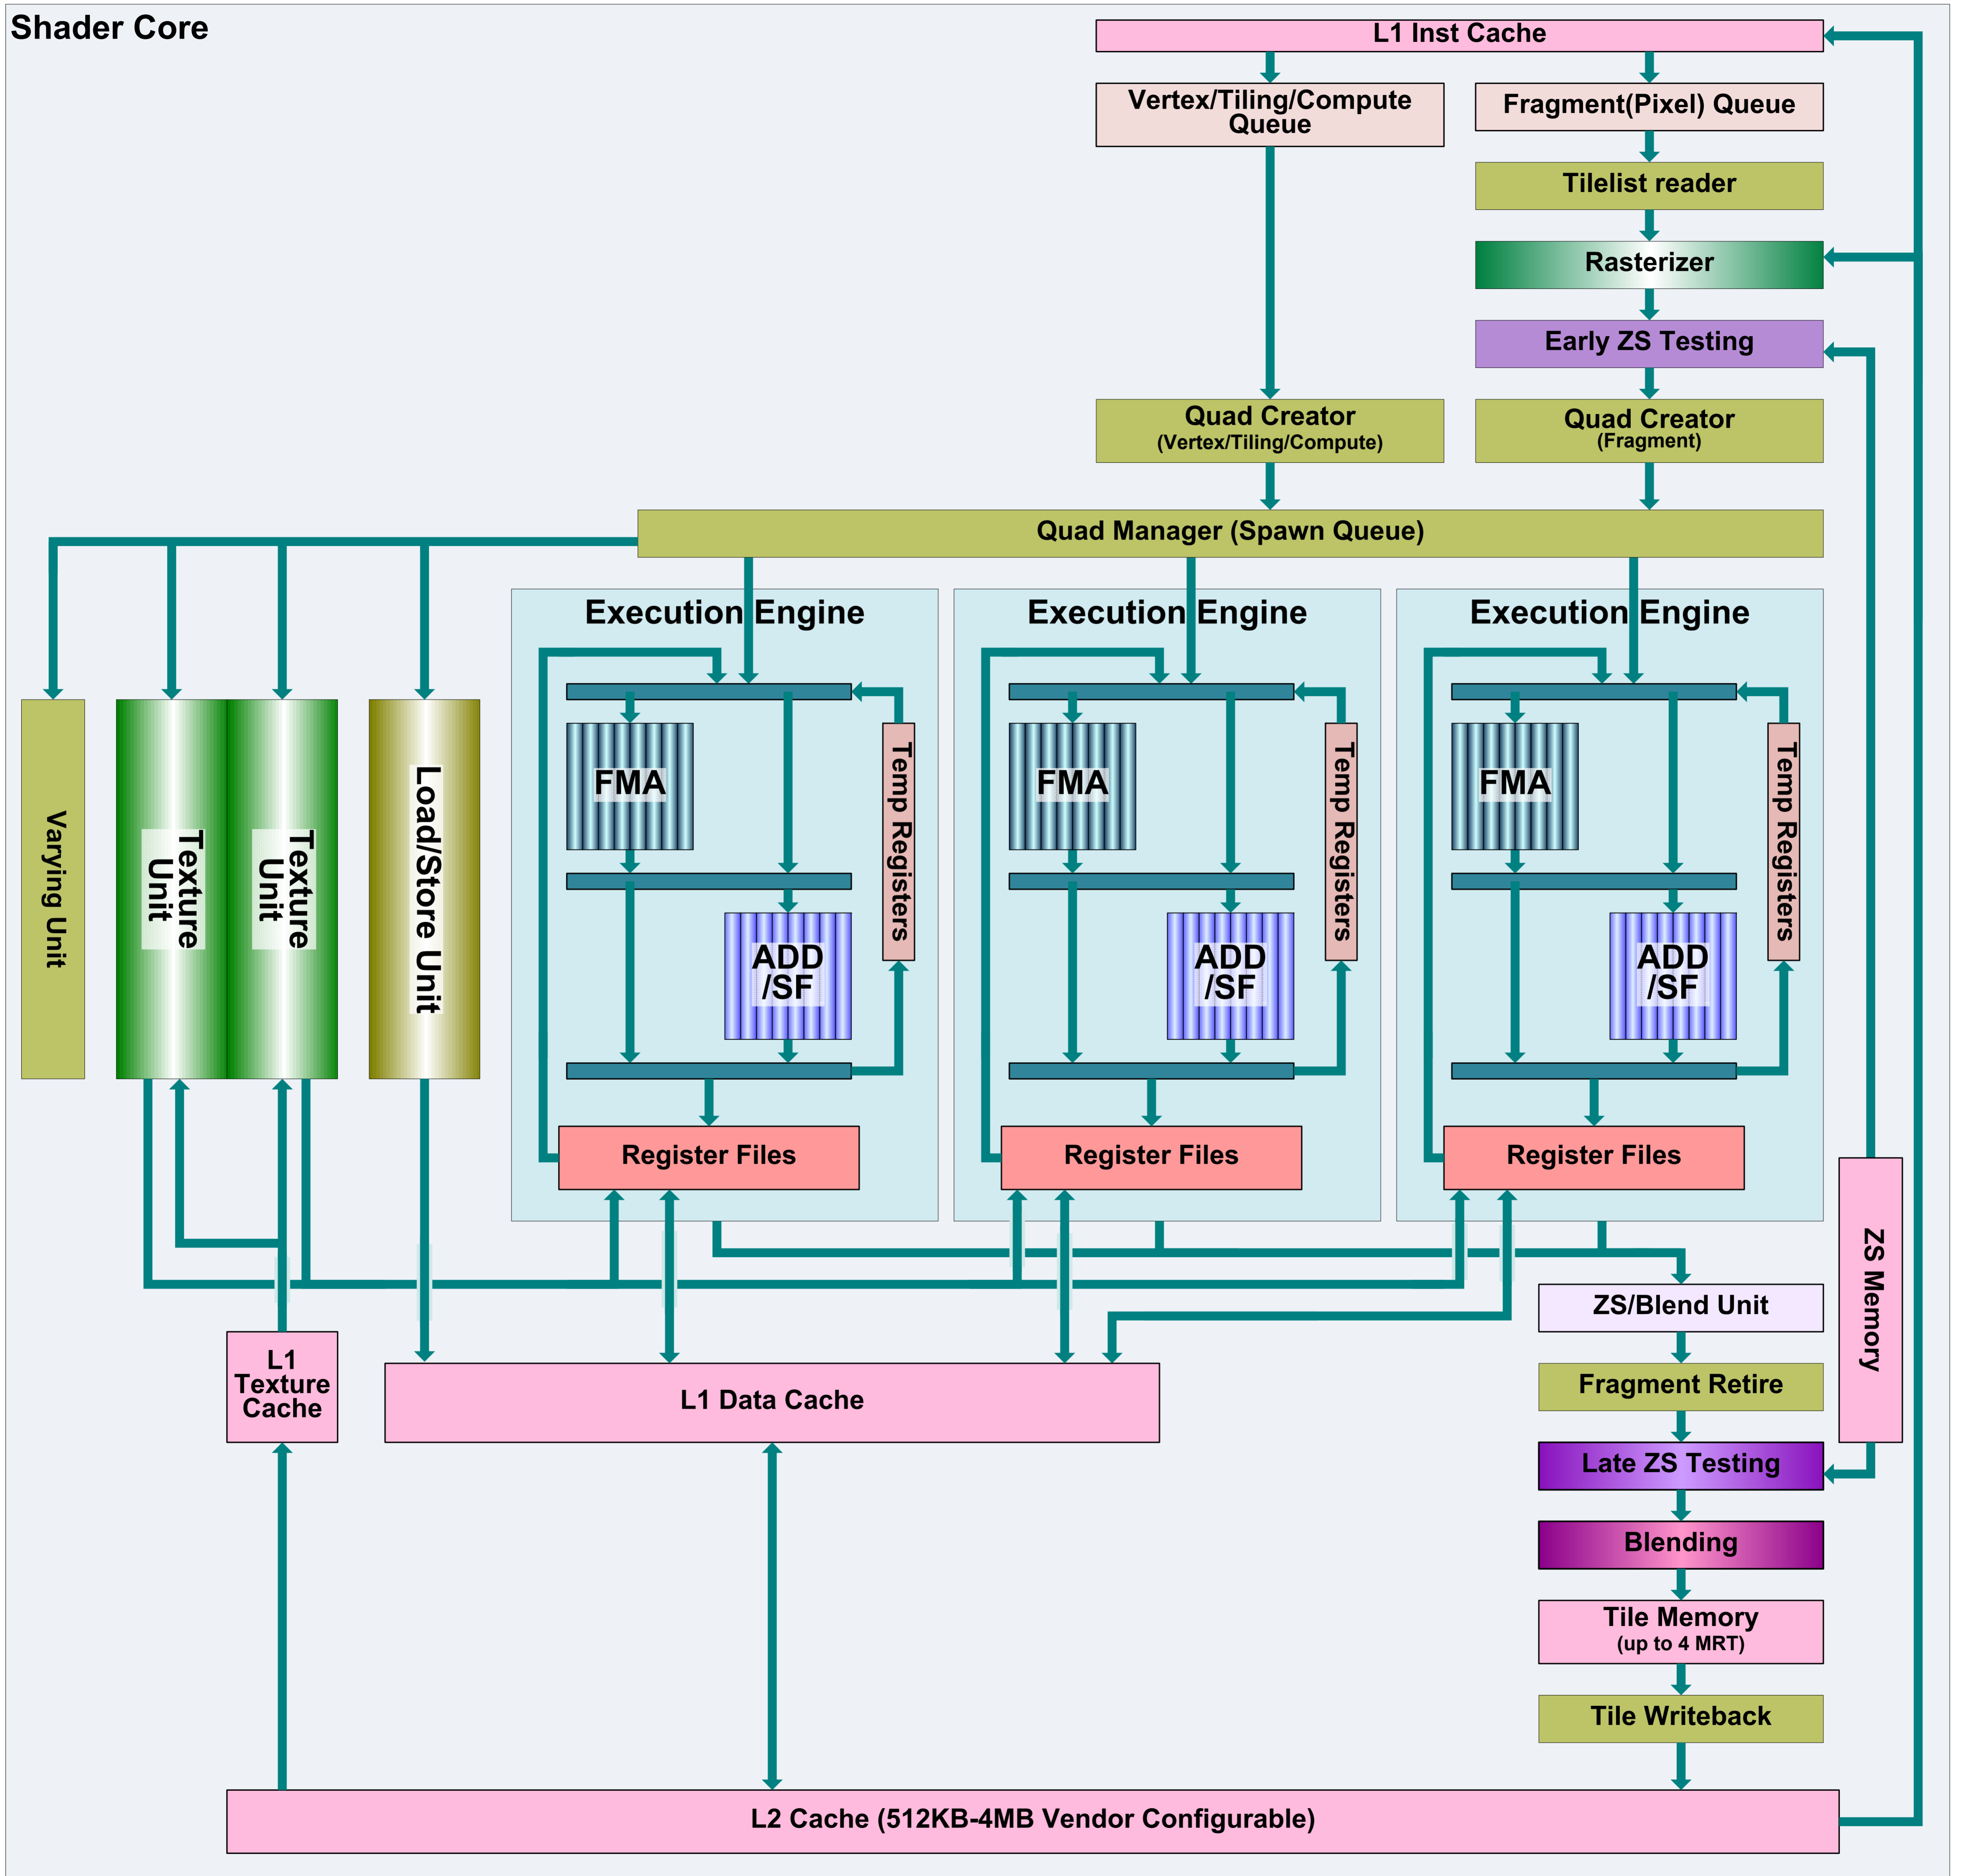 Shader Core
L1 Inst Cache
Vertex/Tiling/Compute
Queue
Fragment(Pixel) Queue
Tilelist reader
Rasterizer
Early ZS Testing
Quad Creator
(Vertex/Tiling/Compute)
Quad Creator
(Fragment)
Quad Manager (Spawn Queue)
Varying Unit
Texture
Unit
Texture
Unit
Load/Store Unit
Execution Engine
FMA
Temp Registers
ADD
/SF
Register Files
Execution Engine
FMA
Temp Registers
ADD
/SF
Register Files
Execution Engine
FMA
Temp Registers
ADD
/SF
Register Files
ZS Memory
L1
Texture
Cache
L1 Data Cache
ZS/Blend Unit
Fragment Retire
Late ZS Testing
Blending
Tile Memory
(up to 4 MRT)
Tile Writeback
L2 Cache (512KB-4MB Vendor Configurable)